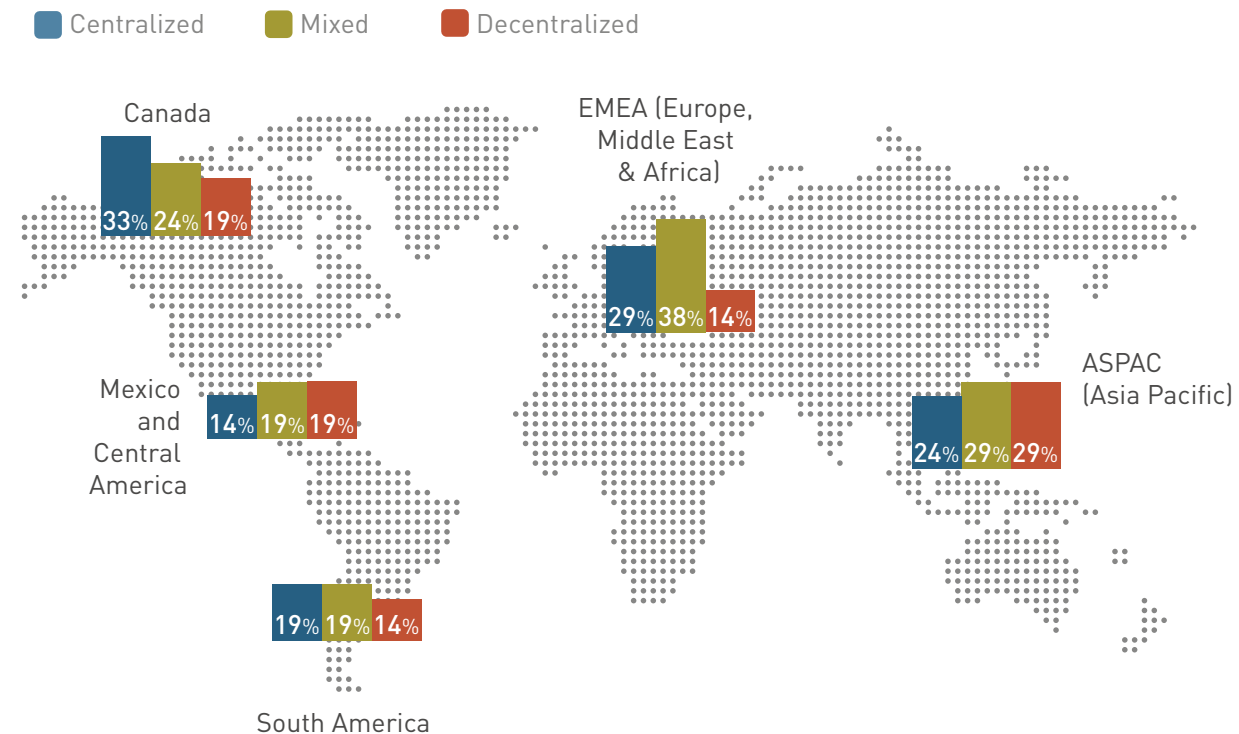 Centralized Mixed Decentralized
Canada
33% 24% 19%
EMEA (Europe,
Middle East
& Africa)
29% 38% 14%
Mexico
and
Central
America
14% 19% 19%
ASPAC
(Asia Pacific)
24% 29% 29%
19% 19% 14%
South America